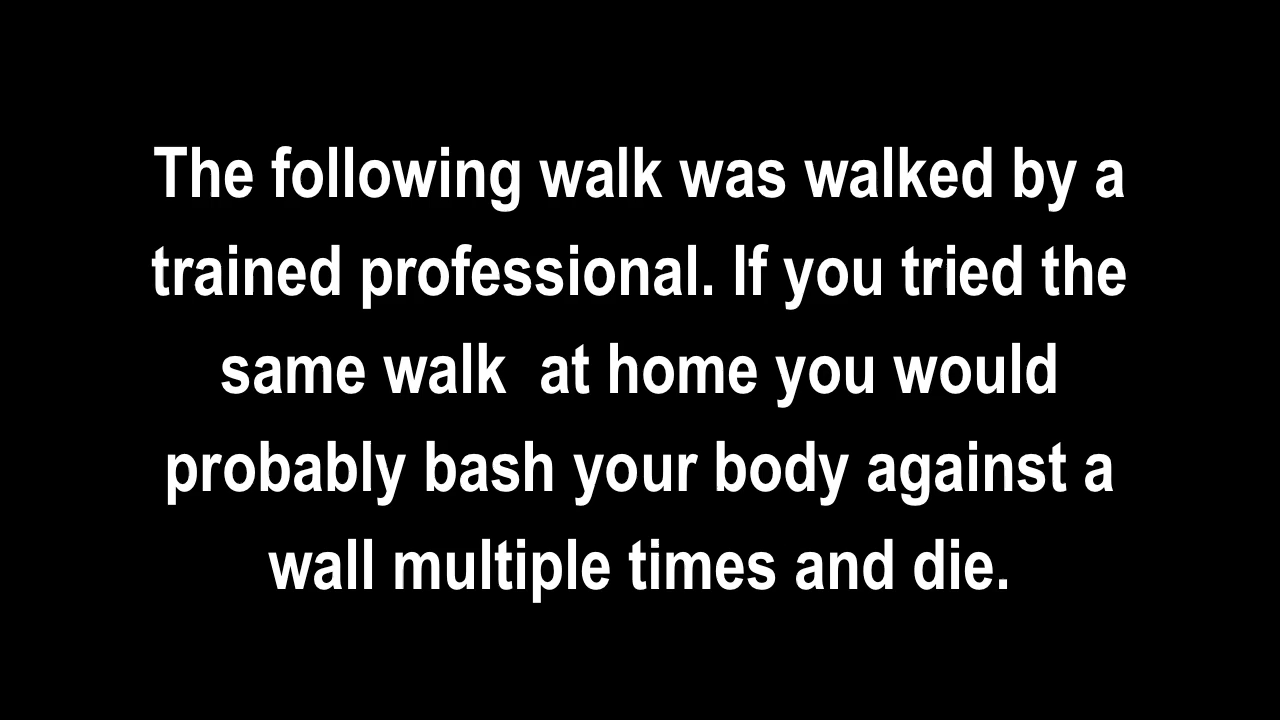 The following walk was walked by a
trained professional. If you tried the
same walk  at home you would
probably bash your body against a
wall multiple times and die.